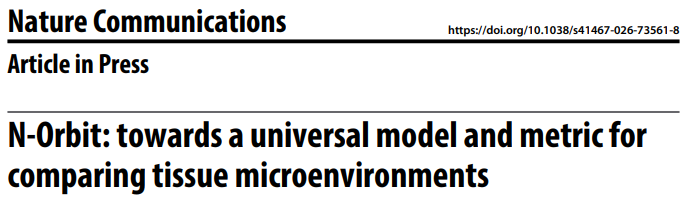 Nature Communications
https://doi.org/10.1038/s41467-026-73561-8
Article in Press
N-Orbit: towards a universal model and metric for
comparing tissue microenvironments